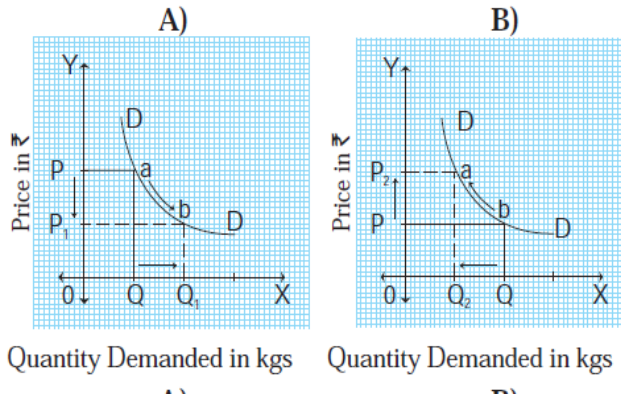 A)
Y
D
Price in ₹
P
a
b
P₁
D
0
Q
Q₁
X
Quantity Demanded in kgs
B)
Y
D
Price in ₹
P₂
a
b
P
D
0
Q₂
Q
X
Quantity Demanded in kgs